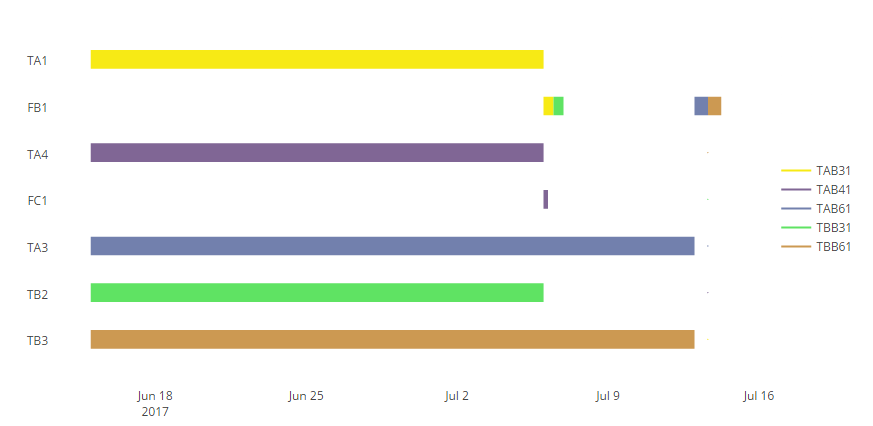 TA1
FB1
TA4
FC1
TA3
TB2
TB3
TAB31
TAB41
TAB61
TBB31
TBB61
Jun 18 Jun 25 Jul 2 Jul 9 Jul 16
2017